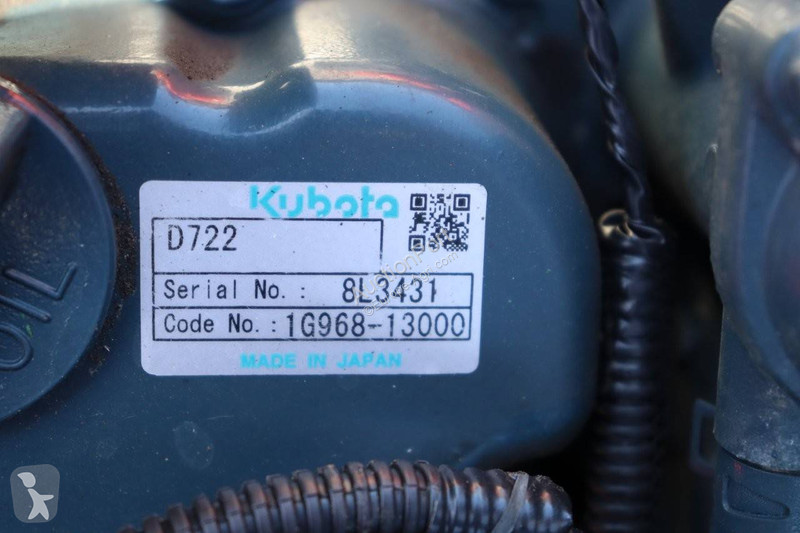 Kubota
D722
Serial No.: 8L3431
Code No.: 1G968-13000
MADE IN JAPAN
OIL